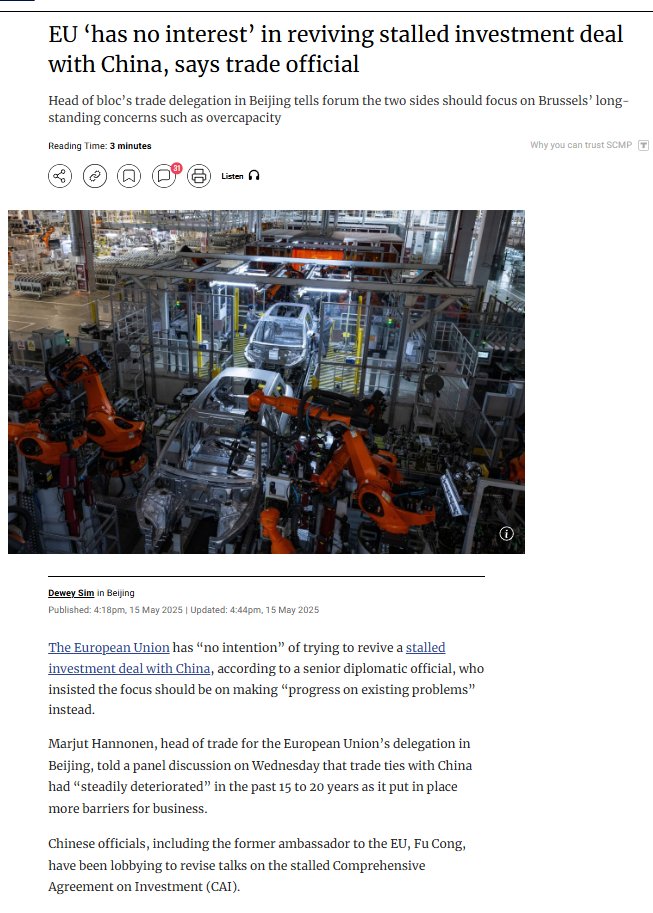 EU ‘has no interest’ in reviving stalled investment deal
with China, says trade official
Head of bloc’s trade delegation in Beijing tells forum the two sides should focus on Brussels’ long-
standing concerns such as overcapacity
Reading Time: 3 minutes
Why you can trust SCMP
31
Listen
Dewey Sim in Beijing
Published: 4:18pm, 15 May 2025 | Updated: 4:44pm, 15 May 2025
The European Union has “no intention” of trying to revive a stalled
investment deal with China, according to a senior diplomatic official, who
insisted the focus should be on making “progress on existing problems”
instead.
Marjut Hannonen, head of trade for the European Union’s delegation in
Beijing, told a panel discussion on Wednesday that trade ties with China
had “steadily deteriorated” in the past 15 to 20 years as it put in place
more barriers for business.
Chinese officials, including the former ambassador to the EU, Fu Cong,
have been lobbying to revise talks on the stalled Comprehensive
Agreement on Investment (CAI).